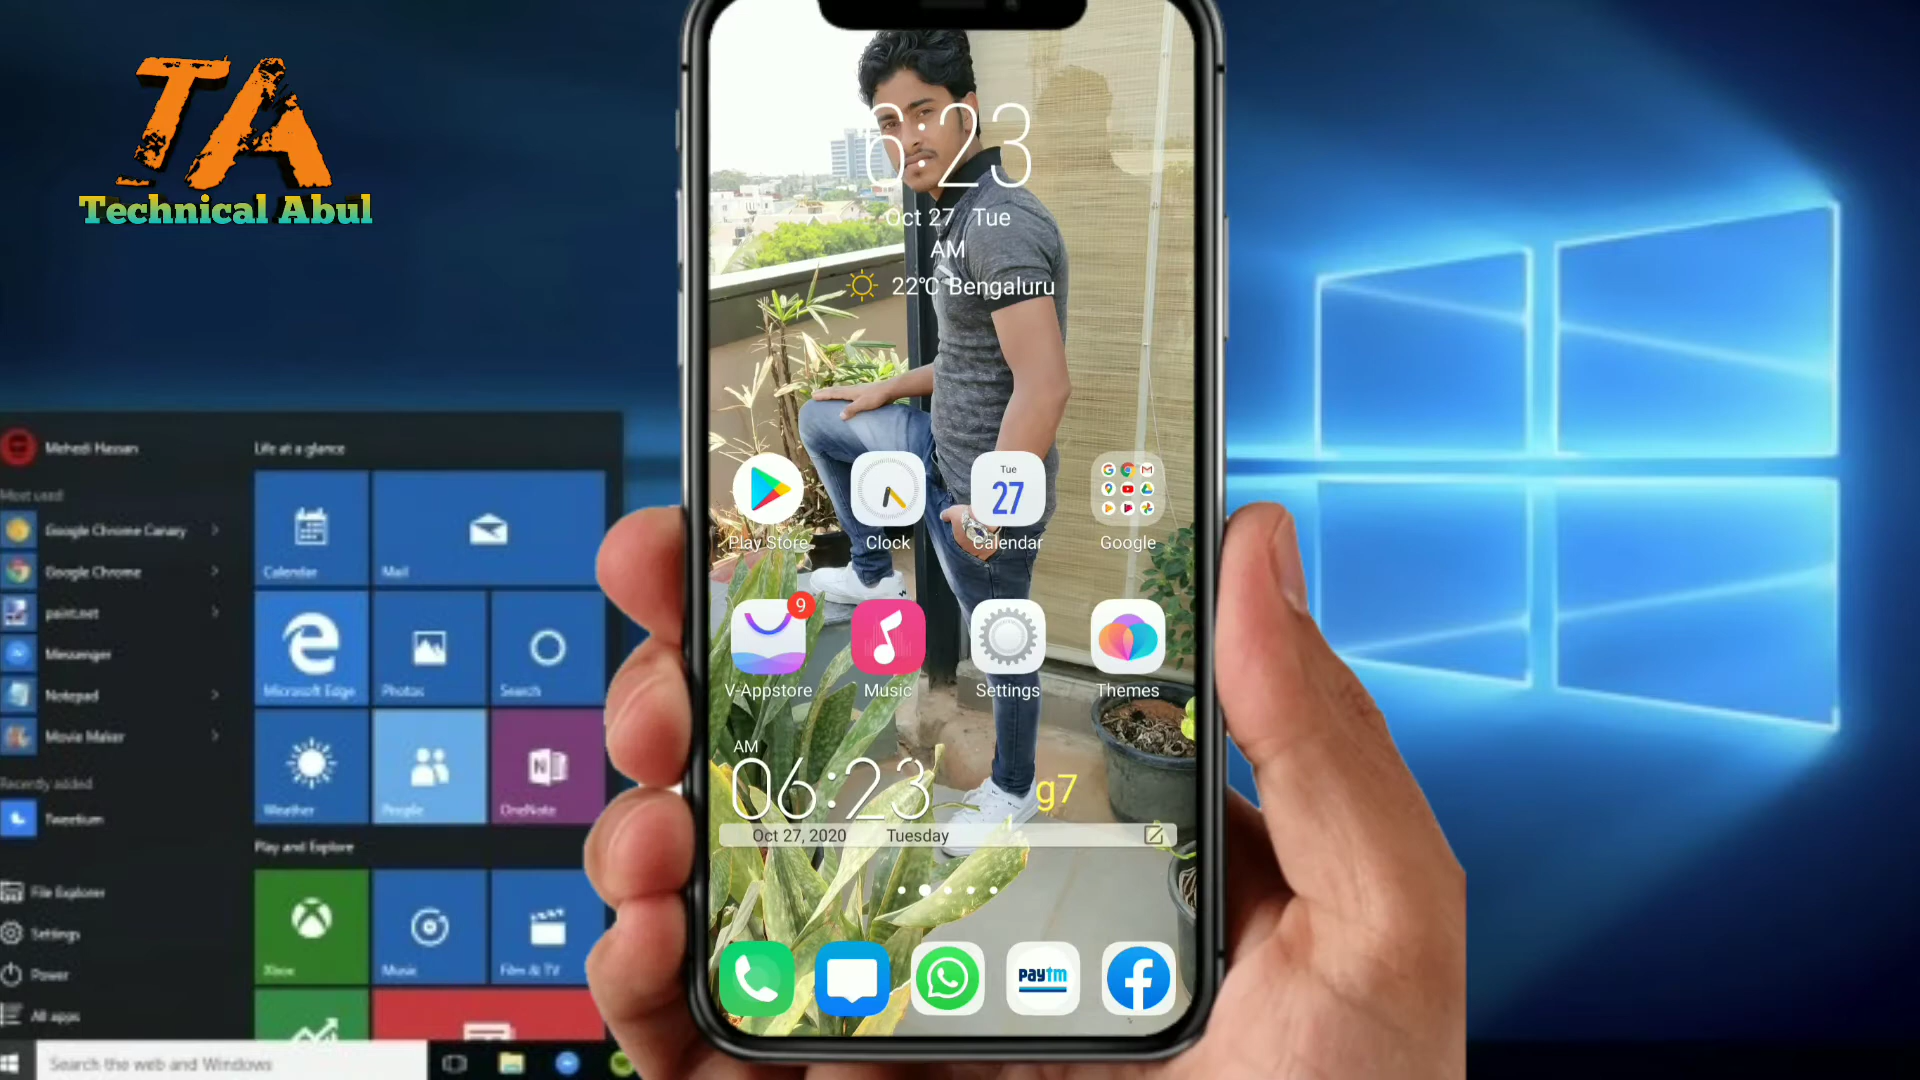 TA
Technical Abul
6:23
Oct 27 Tue
AM
22°C Bengaluru
Play Store
Clock
Tue
27
Calendar
Google
9
V-Appstore
Music
Settings
Themes
AM
06:23
g7
Oct 27, 2020 Tuesday
paytm
Mehedi Hassan
Most used
Google Chrome Canary
Google Chrome
paint.net
Messenger
Notepad
Movie Maker
Recently added
Tweetium
File Explorer
Settings
Power
All apps
Search the web and Windows
Life at a glance
Calendar
Mail
Microsoft Edge
Photos
Search
Weather
People
OneNote
Play and Explore
Xbox
Music
Film & TV